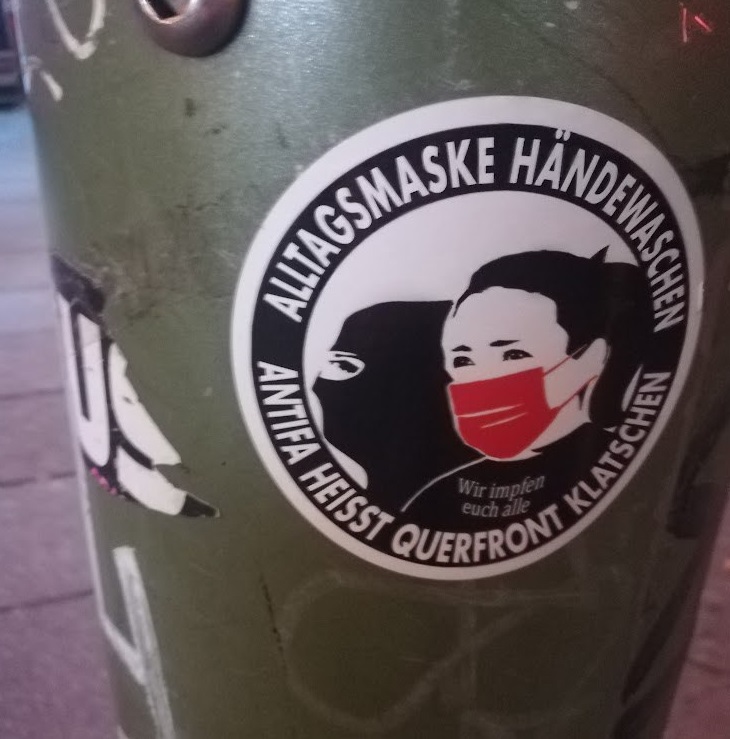 ALLTAGSMASKE HÄNDEWASCHEN
Wir impfen
euch alle
ANTIFA HEISST QUERFRONT KLATSCHEN